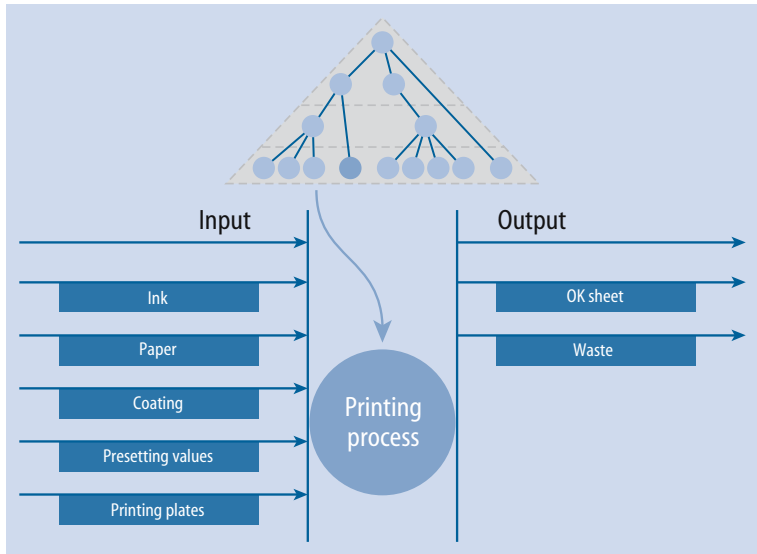 Input
Output
Ink
Paper
Coating
Presetting values
Printing plates
Printing
process
OK sheet
Waste